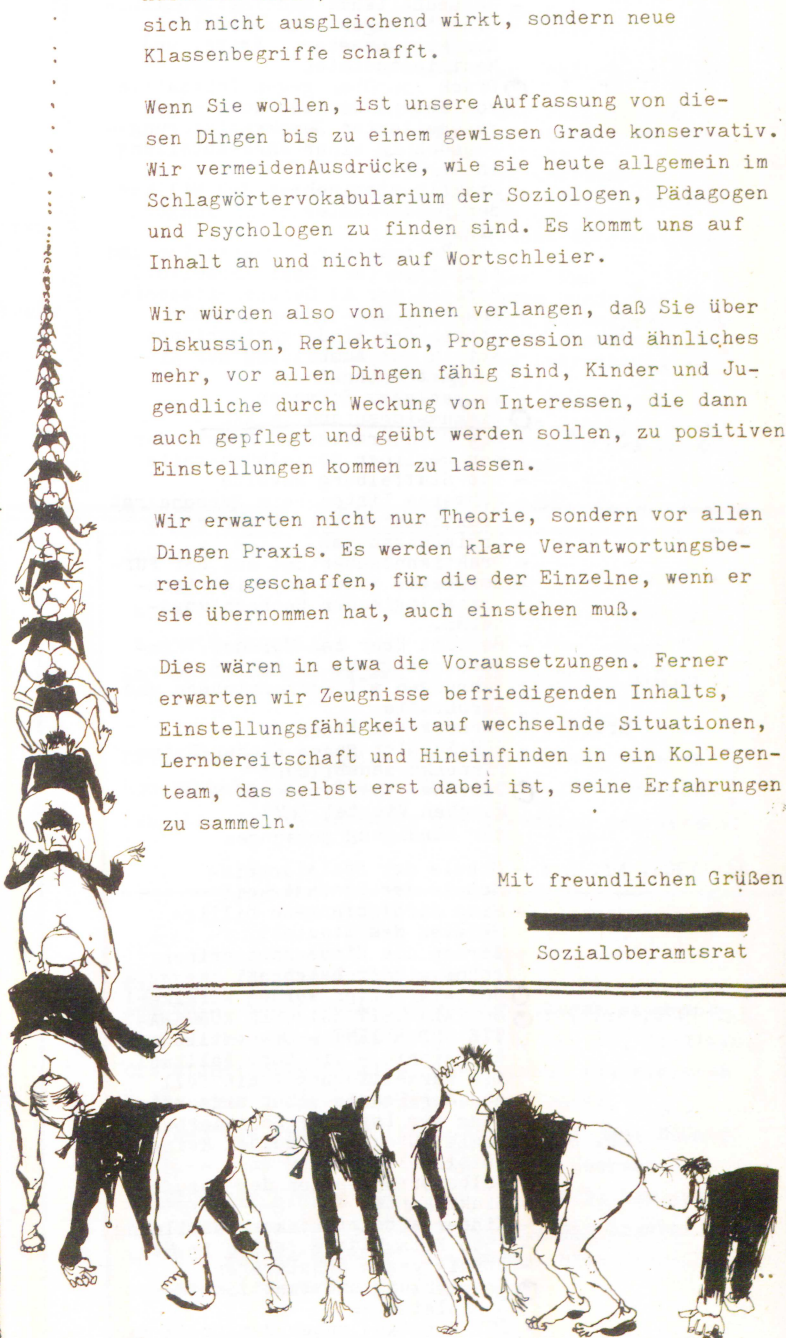 sich nicht ausgleichend wirkt, sondern neue
Klassenbegriffe schafft.
Wenn Sie wollen, ist unsere Auffassung von die-
sen Dingen bis zu einem gewissen Grade konservativ.
Wir vermeidenAusdrücke, wie sie heute allgemein im
Schlagwörtervokabularium der Soziologen, Pädagogen
und Psychologen zu finden sind. Es kommt uns auf
Inhalt an und nicht auf Wortschleier.
Wir würden also von Ihnen verlangen, daß Sie über
Diskussion, Reflektion, Progression und ähnliches
mehr, vor allen Dingen fähig sind, Kinder und Ju-
gendliche durch Weckung von Interessen, die dann
auch gepflegt und geübt werden sollen, zu positiven
Einstellungen kommen zu lassen.
Wir erwarten nicht nur Theorie, sondern vor allen
Dingen Praxis. Es werden klare Verantwortungsbe-
reiche geschaffen, für die der Einzelne, wenn er
sie übernommen hat, auch einstehen muß.
Dies wären in etwa die Voraussetzungen. Ferner
erwarten wir Zeugnisse befriedigenden Inhalts,
Einstellungsfähigkeit auf wechselnde Situationen,
Lernbereitschaft und Hineinfinden in ein Kollegen-
team, das selbst erst dabei ist, seine Erfahrungen
zu sammeln.
Mit freundlichen Grüßen
Sozialoberamtsrat